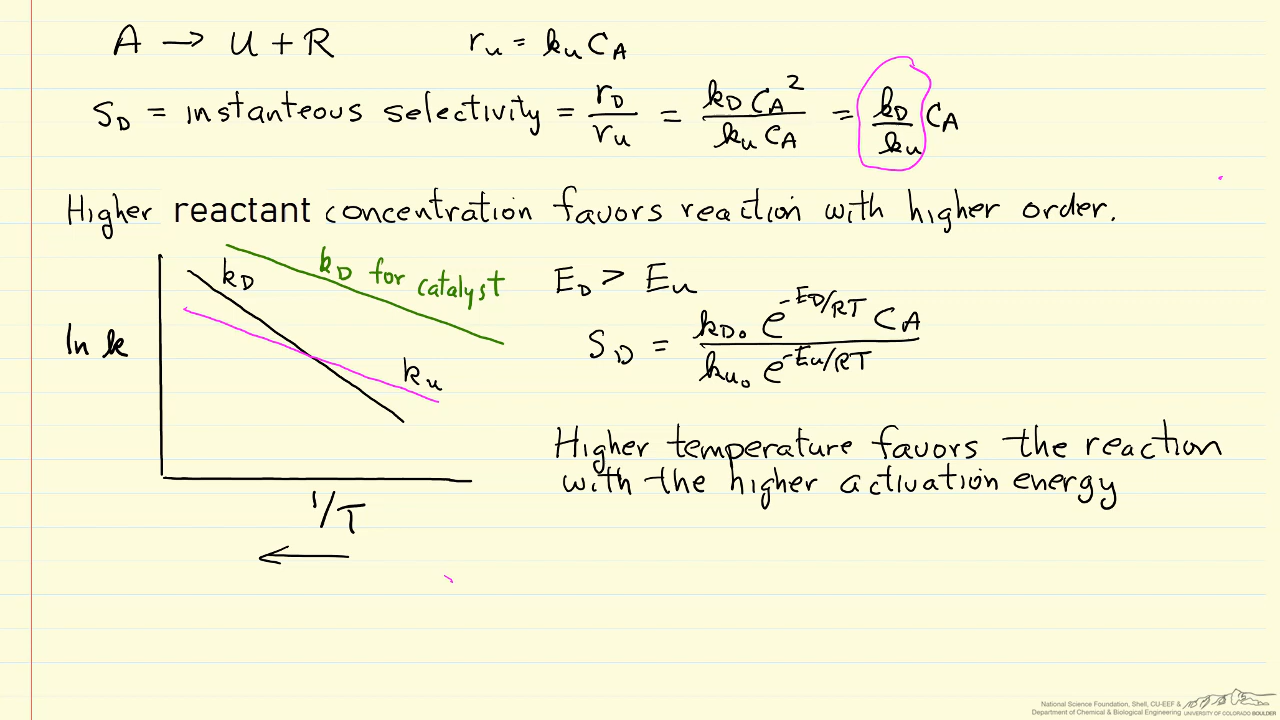 A → U + R    r_u = k_u C_A
S_D = instanteous selectivity = r_D / r_u = k_D C_A^2 / k_u C_A = k_D / k_u C_A
Higher reactant concentration favors reaction with higher order.
k_D
k_D for catalyst
ln k
k_u
1/T
E_D > E_u
S_D = k_D₀ e^(-E_D/RT) C_A / k_u₀ e^(-E_u/RT)
Higher temperature favors the reaction
with the higher activation energy
National Science Foundation, Shell, CU-EEF &
Department of Chemical & Biological Engineering UNIVERSITY OF COLORADO BOULDER